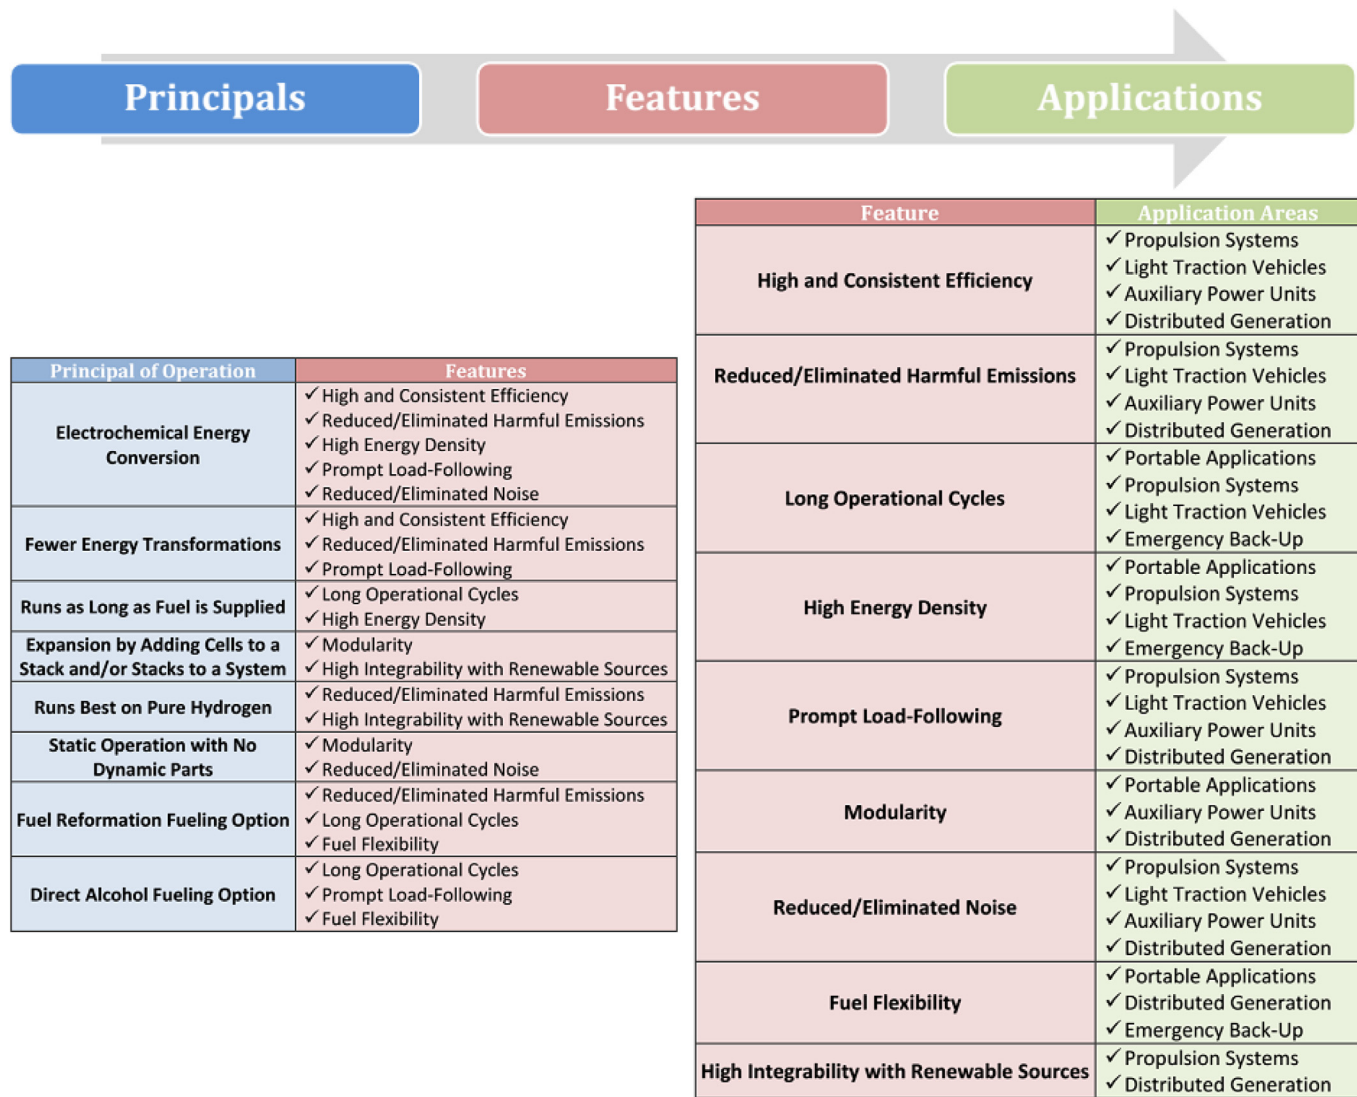 Principals
Features
Applications
Principal of Operation
Features
Electrochemical Energy
Conversion
✓ High and Consistent Efficiency
✓ Reduced/Eliminated Harmful Emissions
✓ High Energy Density
✓ Prompt Load-Following
✓ Reduced/Eliminated Noise
Fewer Energy Transformations
✓ High and Consistent Efficiency
✓ Reduced/Eliminated Harmful Emissions
✓ Prompt Load-Following
Runs as Long as Fuel is Supplied
✓ Long Operational Cycles
✓ High Energy Density
Expansion by Adding Cells to a
Stack and/or Stacks to a System
✓ Modularity
✓ High Integrability with Renewable Sources
Runs Best on Pure Hydrogen
✓ Reduced/Eliminated Harmful Emissions
✓ High Integrability with Renewable Sources
Static Operation with No
Dynamic Parts
✓ Modularity
✓ Reduced/Eliminated Noise
Fuel Reformation Fueling Option
✓ Reduced/Eliminated Harmful Emissions
✓ Long Operational Cycles
✓ Fuel Flexibility
Direct Alcohol Fueling Option
✓ Long Operational Cycles
✓ Prompt Load-Following
✓ Fuel Flexibility
Feature
Application Areas
High and Consistent Efficiency
✓ Propulsion Systems
✓ Light Traction Vehicles
✓ Auxiliary Power Units
✓ Distributed Generation
Reduced/Eliminated Harmful Emissions
✓ Propulsion Systems
✓ Light Traction Vehicles
✓ Auxiliary Power Units
✓ Distributed Generation
Long Operational Cycles
✓ Portable Applications
✓ Propulsion Systems
✓ Light Traction Vehicles
✓ Emergency Back-Up
High Energy Density
✓ Portable Applications
✓ Propulsion Systems
✓ Light Traction Vehicles
✓ Emergency Back-Up
Prompt Load-Following
✓ Propulsion Systems
✓ Light Traction Vehicles
✓ Auxiliary Power Units
✓ Distributed Generation
Modularity
✓ Portable Applications
✓ Auxiliary Power Units
✓ Distributed Generation
Reduced/Eliminated Noise
✓ Propulsion Systems
✓ Light Traction Vehicles
✓ Auxiliary Power Units
✓ Distributed Generation
Fuel Flexibility
✓ Portable Applications
✓ Distributed Generation
✓ Emergency Back-Up
High Integrability with Renewable Sources
✓ Propulsion Systems
✓ Distributed Generation